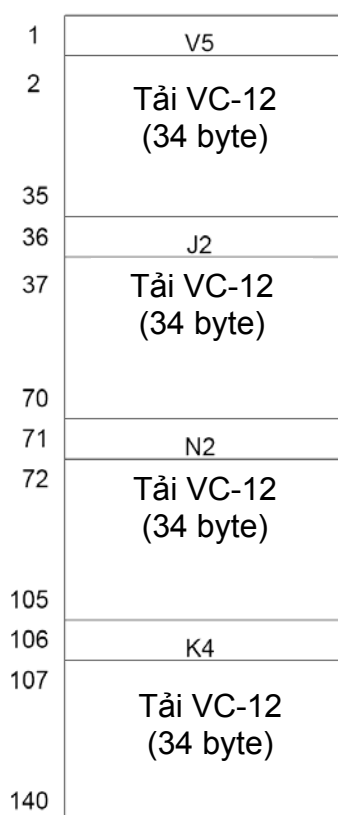 1
V5
2
Tải VC-12
(34 byte)
35
36
J2
37
Tải VC-12
(34 byte)
70
71
N2
72
Tải VC-12
(34 byte)
105
106
K4
107
Tải VC-12
(34 byte)
140